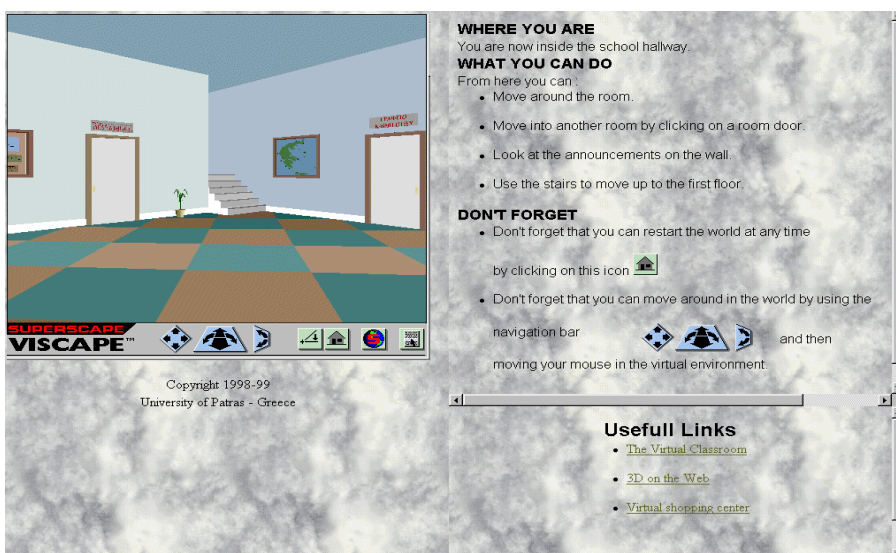 SUPERSCAPE
VISCAPE™
Copyright 1998-99
University of Patras - Greece
WHERE YOU ARE
You are now inside the school hallway.
WHAT YOU CAN DO
From here you can :
• Move around the room.
• Move into another room by clicking on a room door.
• Look at the announcements on the wall.
• Use the stairs to move up to the first floor.
DON'T FORGET
• Don't forget that you can restart the world at any time
by clicking on this icon
• Don't forget that you can move around in the world by using the
navigation bar and then
moving your mouse in the virtual environment.
Usefull Links
• The Virtual Classroom
• 3D on the Web
• Virtual shopping center